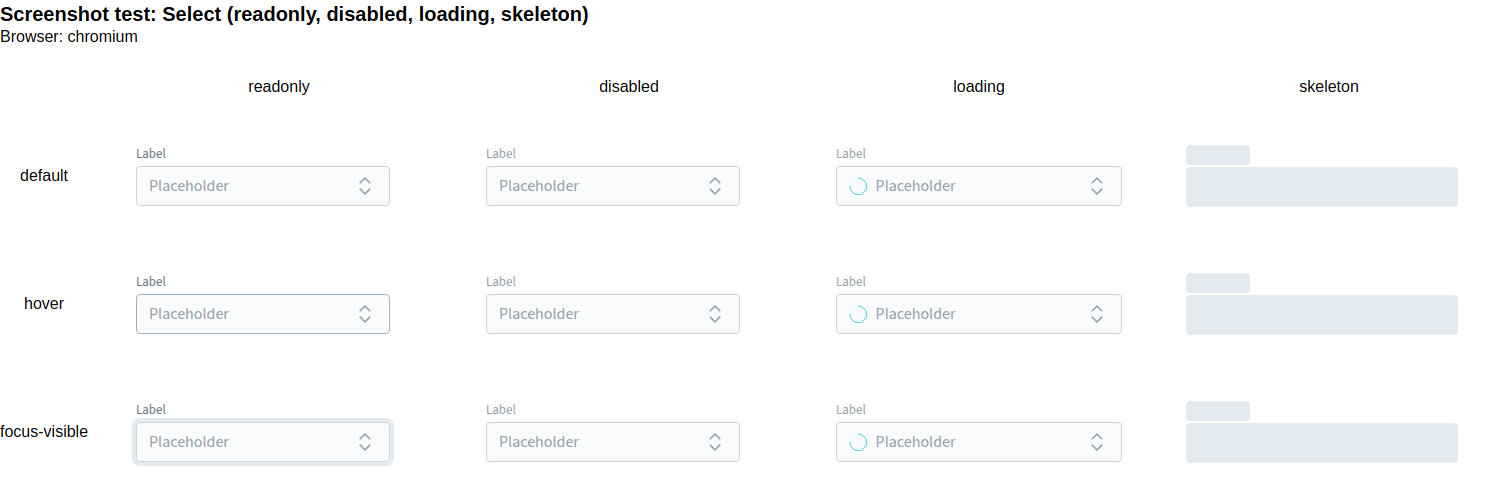 Screenshot test: Select (readonly, disabled, loading, skeleton)
Browser: chromium
readonly disabled loading skeleton
Label Label Label
default Placeholder Placeholder Placeholder
Label Label Label
hover Placeholder Placeholder Placeholder
Label Label Label
focus-visible Placeholder Placeholder Placeholder